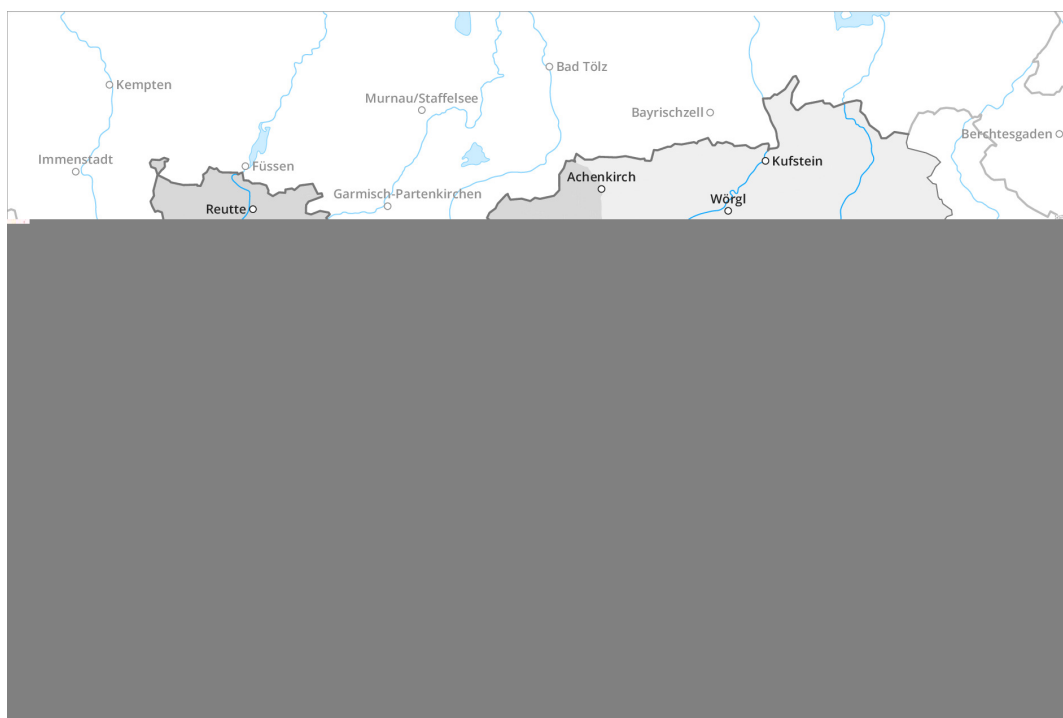 Kempten
Bad Tölz
Murnau/Staffelsee
Bayrischzell
Berchtesgaden
Immenstadt
Füssen
Kufstein
Achenkirch
Garmisch-Partenkirchen
Reutte
Wörgl